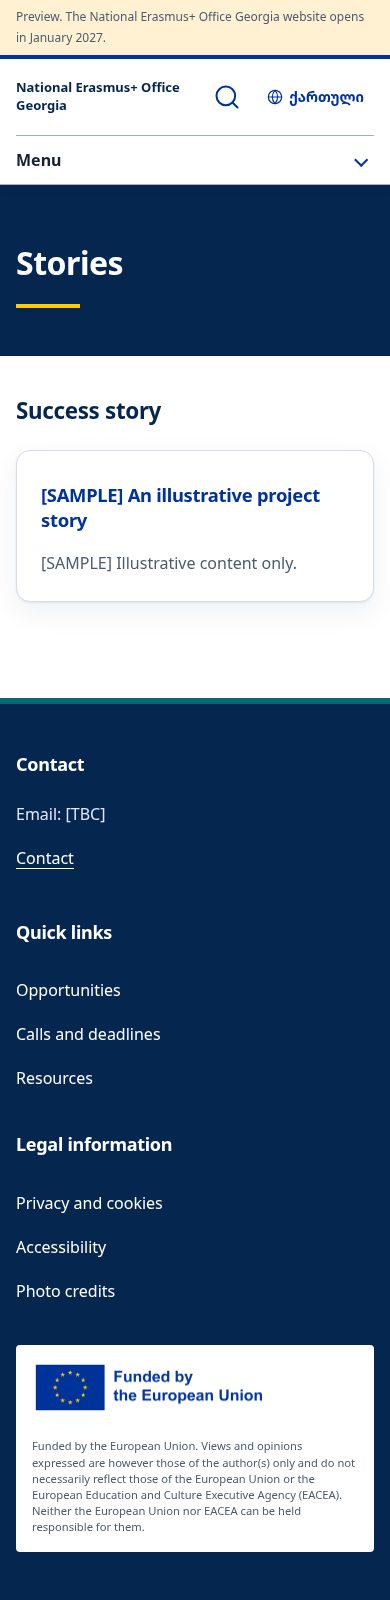 Preview. The National Erasmus+ Office Georgia website opens
in January 2027.
National Erasmus+ Office
Georgia
ქართული
Menu
Stories
Success story
[SAMPLE] An illustrative project
story
[SAMPLE] Illustrative content only.
Contact
Email: [TBC]
Contact
Quick links
Opportunities
Calls and deadlines
Resources
Legal information
Privacy and cookies
Accessibility
Photo credits
Funded by
the European Union
Funded by the European Union. Views and opinions
expressed are however those of the author(s) only and do not
necessarily reflect those of the European Union or the
European Education and Culture Executive Agency (EACEA).
Neither the European Union nor EACEA can be held
responsible for them.